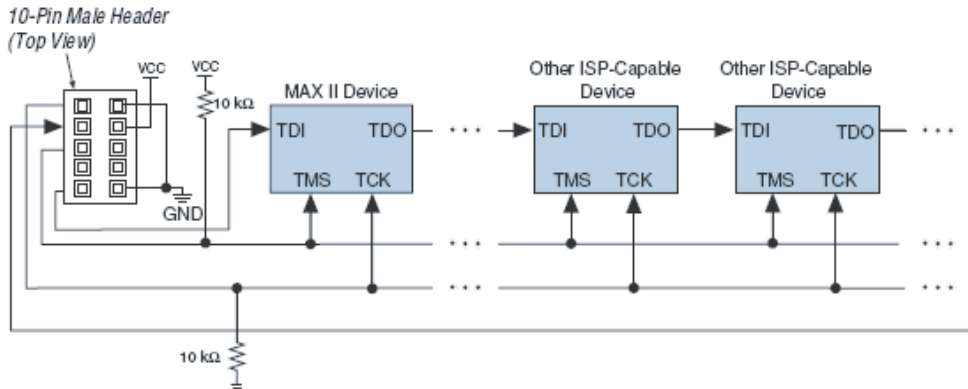 10-Pin Male Header
(Top View)
VCC
VCC
10 kΩ
MAX II Device
Other ISP-Capable
Device
Other ISP-Capable
Device
TDI
TDO
TMS
TCK
TDI
TDO
TMS
TCK
TDI
TDO
TMS
TCK
GND
10 kΩ